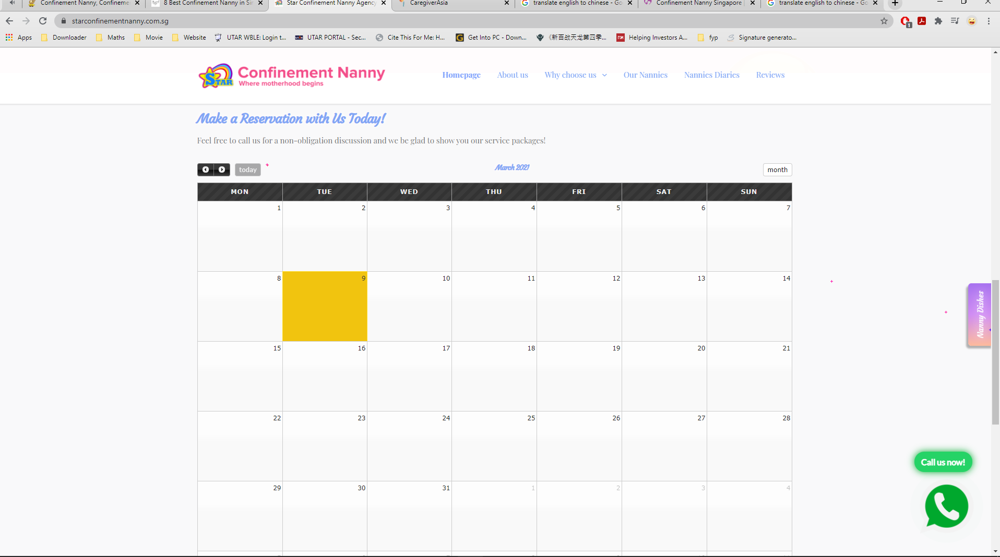 Confinement Nanny, Confineme
8 Best Confinement Nanny in Sin
Star Confinement Nanny Agency
CaregiverAsia
translate english to chinese - Go
Confinement Nanny Singapore |
translate english to chinese - Go
starconfinementnanny.com.sg
1
Apps
Downloader
Maths
Movie
Website
UTAR WBLE: Login t...
UTAR PORTAL - Sec...
Cite This For Me: H...
Get Into PC - Down...
《新百战天龙第四季...
Helping Investors A...
fyp
Signature generato...
STAR
Confinement Nanny
Where motherhood begins
Homepage
About us
Why choose us
Our Nannies
Nannies Diaries
Reviews
Make a Reservation with Us Today!
Feel free to call us for a non-obligation discussion and we be glad to show you our service packages!
today
March 2021
month
MON TUE WED THU FRI SAT SUN
1 2 3 4 5 6 7
8 9 10 11 12 13 14
15 16 17 18 19 20 21
22 23 24 25 26 27 28
29 30 31 1 2 3 4
Nanny Dishes
Call us now!